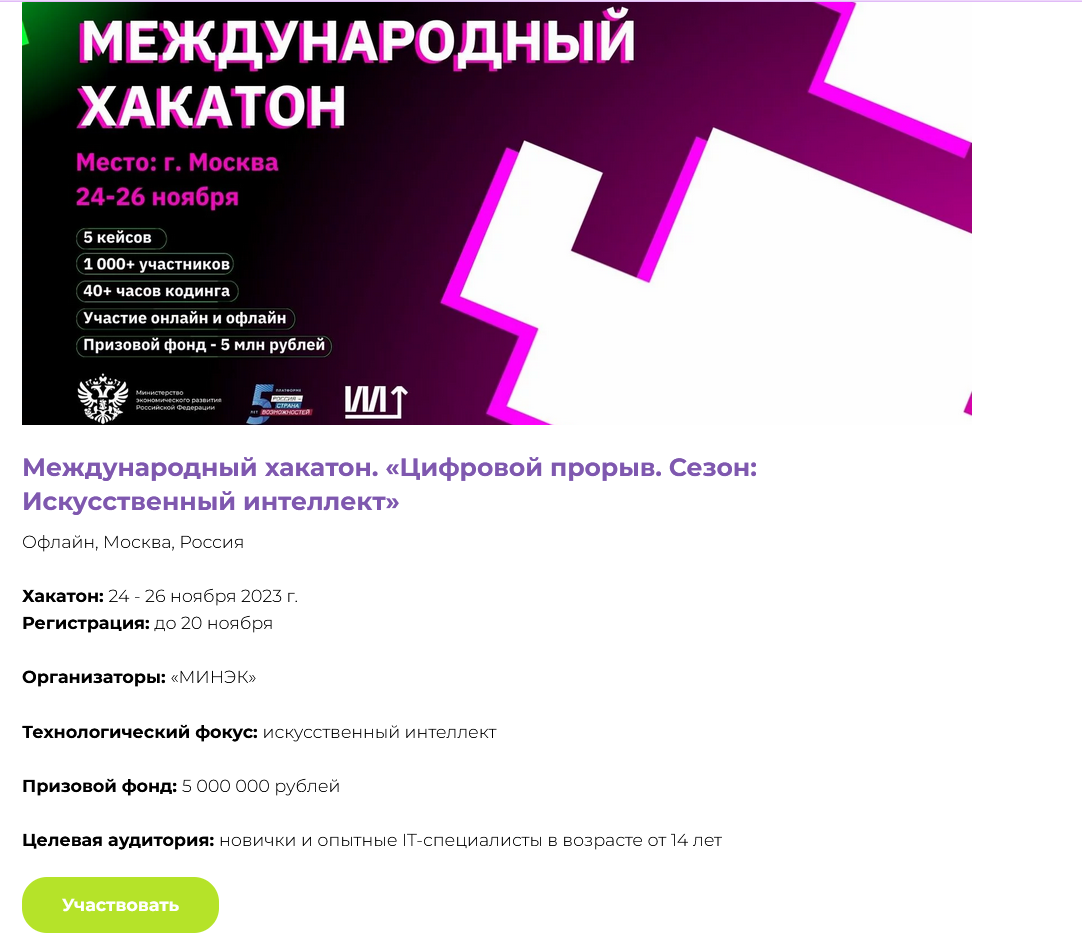 МЕЖДУНАРОДНЫЙ
ХАКАТОН
Место: г. Москва
24-26 ноября
5 кейсов
1 000+ участников
40+ часов кодинга
Участие онлайн и офлайн
Призовой фонд - 5 млн рублей
Министерство
экономического развития
Российской Федерации
5
ЛЕТ
ПЛАТФОРМЕ
РОССИЯ –
СТРАНА
ВОЗМОЖНОСТЕЙ
Международный хакатон. «Цифровой прорыв. Сезон:
Искусственный интеллект»
Офлайн, Москва, Россия
Хакатон: 24 - 26 ноября 2023 г.
Регистрация: до 20 ноября
Организаторы: «МИНЭК»
Технологический фокус: искусственный интеллект
Призовой фонд: 5 000 000 рублей
Целевая аудитория: новички и опытные IT-специалисты в возрасте от 14 лет
Участвовать